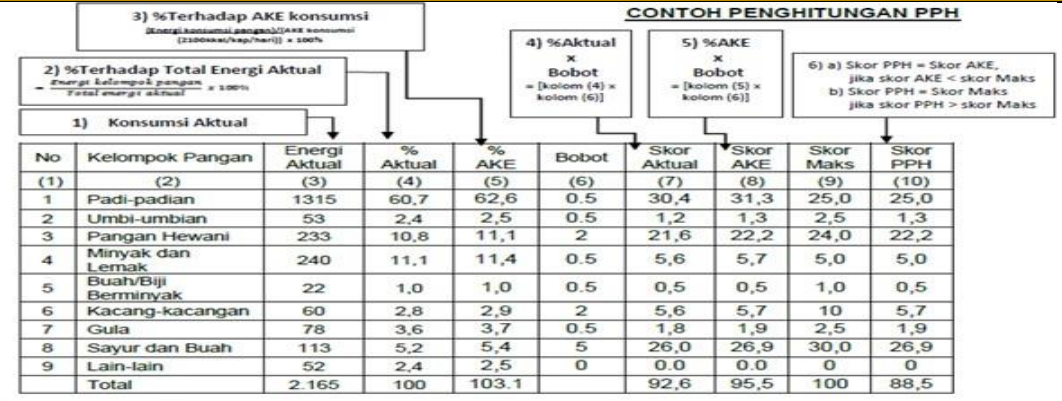 CONTOH PENGHITUNGAN PPH
3) %Terhadap AKE konsumsi
[Energi konsumsi pangan)/[AKE konsumsi
(2100kkal/kap/hari)] x 100%
2) %Terhadap Total Energi Aktual
= Energi kelompok pangan / Total energi aktual x 100%
1) Konsumsi Aktual
4) %Aktual
x
Bobot
= [kolom (4) x
kolom (6)]
5) %AKE
x
Bobot
= [kolom (5) x
kolom (6)]
6) a) Skor PPH = Skor AKE,
jika skor AKE < skor Maks
b) Skor PPH = Skor Maks
jika skor PPH > skor Maks
No Kelompok Pangan Energi Aktual % Aktual % AKE Bobot Skor Aktual Skor AKE Skor Maks Skor PPH
(1) (2) (3) (4) (5) (6) (7) (8) (9) (10)
1 Padi-padian 1315 60,7 62,6 0.5 30,4 31,3 25,0 25,0
2 Umbi-umbian 53 2,4 2,5 0.5 1,2 1,3 2,5 1,3
3 Pangan Hewani 233 10,8 11,1 2 21,6 22,2 24,0 22,2
4 Minyak dan Lemak 240 11,1 11,4 0.5 5,6 5,7 5,0 5,0
5 Buah/Biji Berminyak 22 1,0 1,0 0.5 0,5 0,5 1,0 0,5
6 Kacang-kacangan 60 2,8 2,9 2 5,6 5,7 10 5,7
7 Gula 78 3,6 3,7 0.5 1,8 1,9 2,5 1,9
8 Sayur dan Buah 113 5,2 5,4 5 26,0 26,9 30,0 26,9
9 Lain-lain 52 2,4 2,5 0 0.0 0.0 0 0
Total 2.165 100 103.1 92,6 95,5 100 88,5